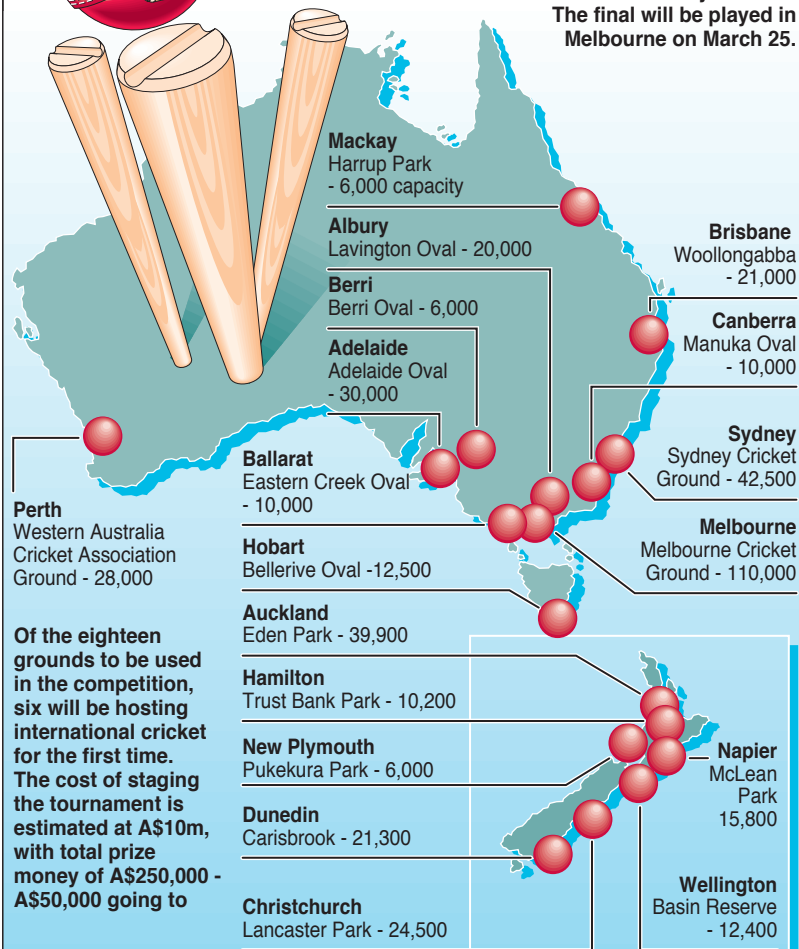 The final will be played in
Melbourne on March 25.
Mackay
Harrup Park
- 6,000 capacity
Albury
Lavington Oval - 20,000
Berri
Berri Oval - 6,000
Adelaide
Adelaide Oval
- 30,000
Brisbane
Woollongabba
- 21,000
Canberra
Manuka Oval
- 10,000
Sydney
Sydney Cricket
Ground - 42,500
Melbourne
Melbourne Cricket
Ground - 110,000
Perth
Western Australia
Cricket Association
Ground - 28,000
Ballarat
Eastern Creek Oval
- 10,000
Hobart
Bellerive Oval -12,500
Auckland
Eden Park - 39,900
Hamilton
Trust Bank Park - 10,200
New Plymouth
Pukekura Park - 6,000
Dunedin
Carisbrook - 21,300
Christchurch
Lancaster Park - 24,500
Napier
McLean
Park
15,800
Wellington
Basin Reserve
- 12,400
Of the eighteen
grounds to be used
in the competition,
six will be hosting
international cricket
for the first time.
The cost of staging
the tournament is
estimated at A$10m,
with total prize
money of A$250,000 -
A$50,000 going to